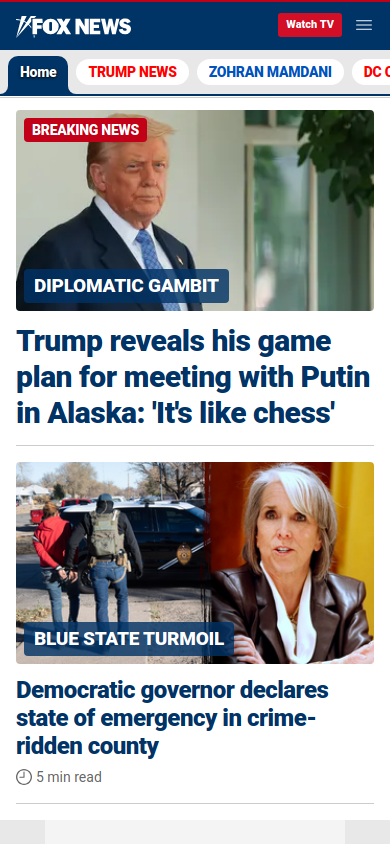 FOX NEWS
Watch TV
Home
TRUMP NEWS
ZOHRAN MAMDANI
DC C
BREAKING NEWS
DIPLOMATIC GAMBIT
Trump reveals his game
plan for meeting with Putin
in Alaska: 'It's like chess'
BLUE STATE TURMOIL
Democratic governor declares
state of emergency in crime-
ridden county
5 min read